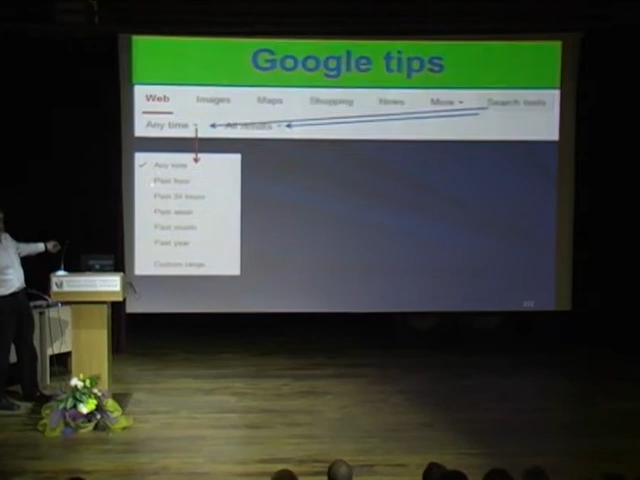 Google tips
Web Images Maps Shopping News More Search tools
Any time All results
Any time
Past hour
Past 24 hours
Past week
Past month
Past year
Custom range